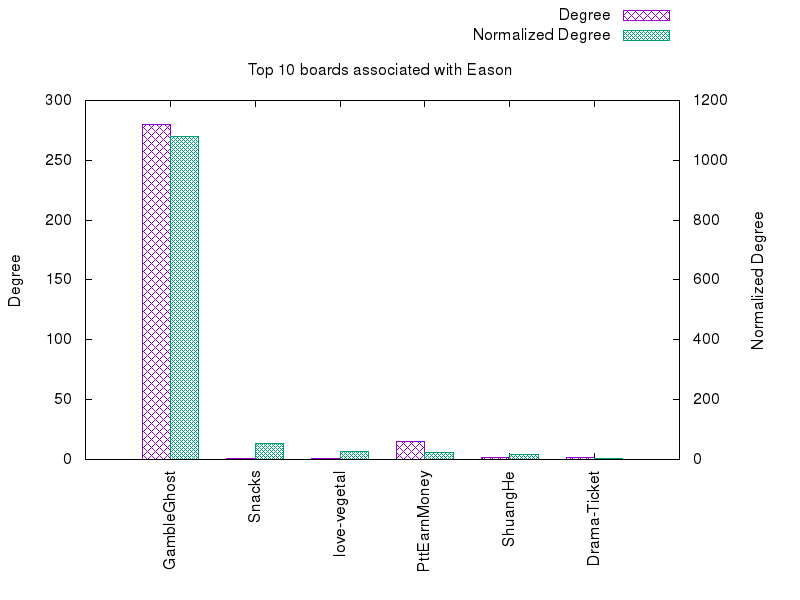 Degree
Normalized Degree
Top 10 boards associated with Eason
300
250
200
150
100
50
0
Degree
1200
1000
800
600
400
200
0
Normalized Degree
GambleGhost
Snacks
love-vegetal
PttEarnMoney
ShuangHe
Drama-Ticket